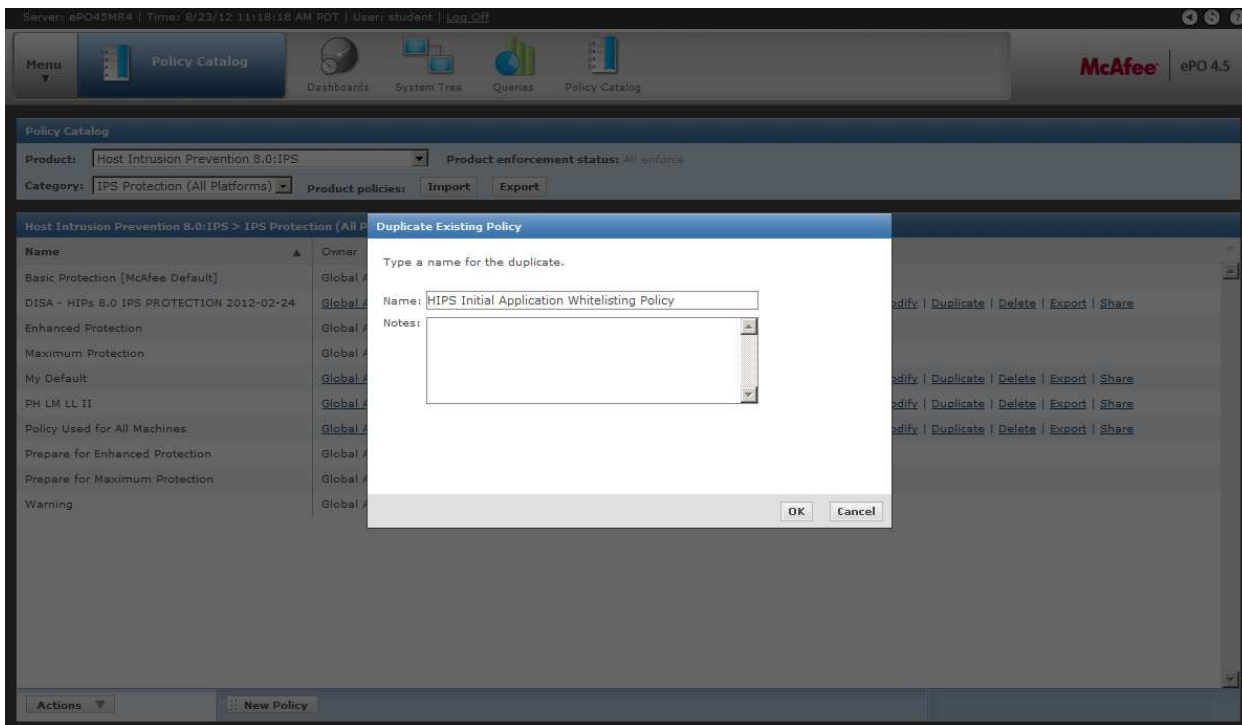 Server: ePO45MR4 | Time: 8/23/12 11:18:18 AM PDT | User: student | Log Off
Menu
Policy Catalog
Dashboards
System Tree
Queries
Policy Catalog
McAfee
ePO 4.5
Policy Catalog
Product: Host Intrusion Prevention 8.0:IPS Product enforcement status: All enforce
Category: IPS Protection (All Platforms) Product policies: Import Export
Host Intrusion Prevention 8.0:IPS > IPS Protection (All P
Name Owner
Basic Protection [McAfee Default] Global A
DISA - HIPs 8.0 IPS PROTECTION 2012-02-24 Global A odify | Duplicate | Delete | Export | Share
Enhanced Protection Global A
Maximum Protection Global A
My Default Global A odify | Duplicate | Delete | Export | Share
PH LM LL II Global A odify | Duplicate | Delete | Export | Share
Policy Used for All Machines Global A odify | Duplicate | Delete | Export | Share
Prepare for Enhanced Protection Global A
Prepare for Maximum Protection Global A
Warning Global A
Duplicate Existing Policy
Type a name for the duplicate.
Name: HIPS Initial Application Whitelisting Policy
Notes:
OK Cancel
Actions New Policy